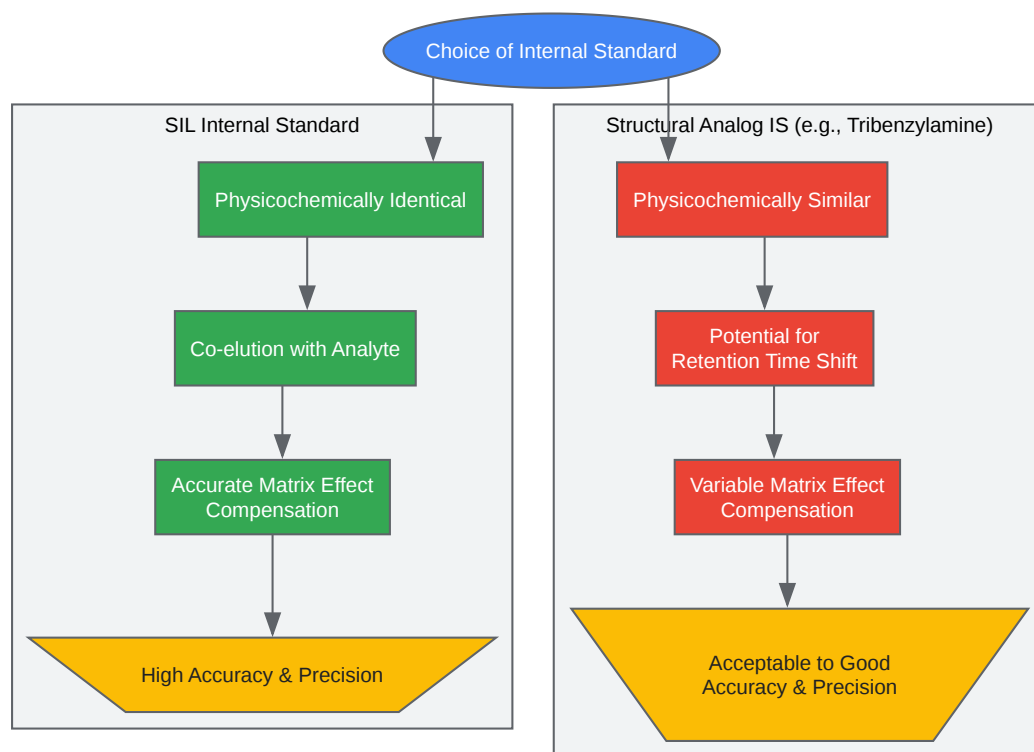 Choice of Internal Standard
SIL Internal Standard
Physicochemically Identical
Co-elution with Analyte
Accurate Matrix Effect
Compensation
High Accuracy & Precision
Structural Analog IS (e.g., Tribenzylamine)
Physicochemically Similar
Potential for
Retention Time Shift
Variable Matrix Effect
Compensation
Acceptable to Good
Accuracy & Precision